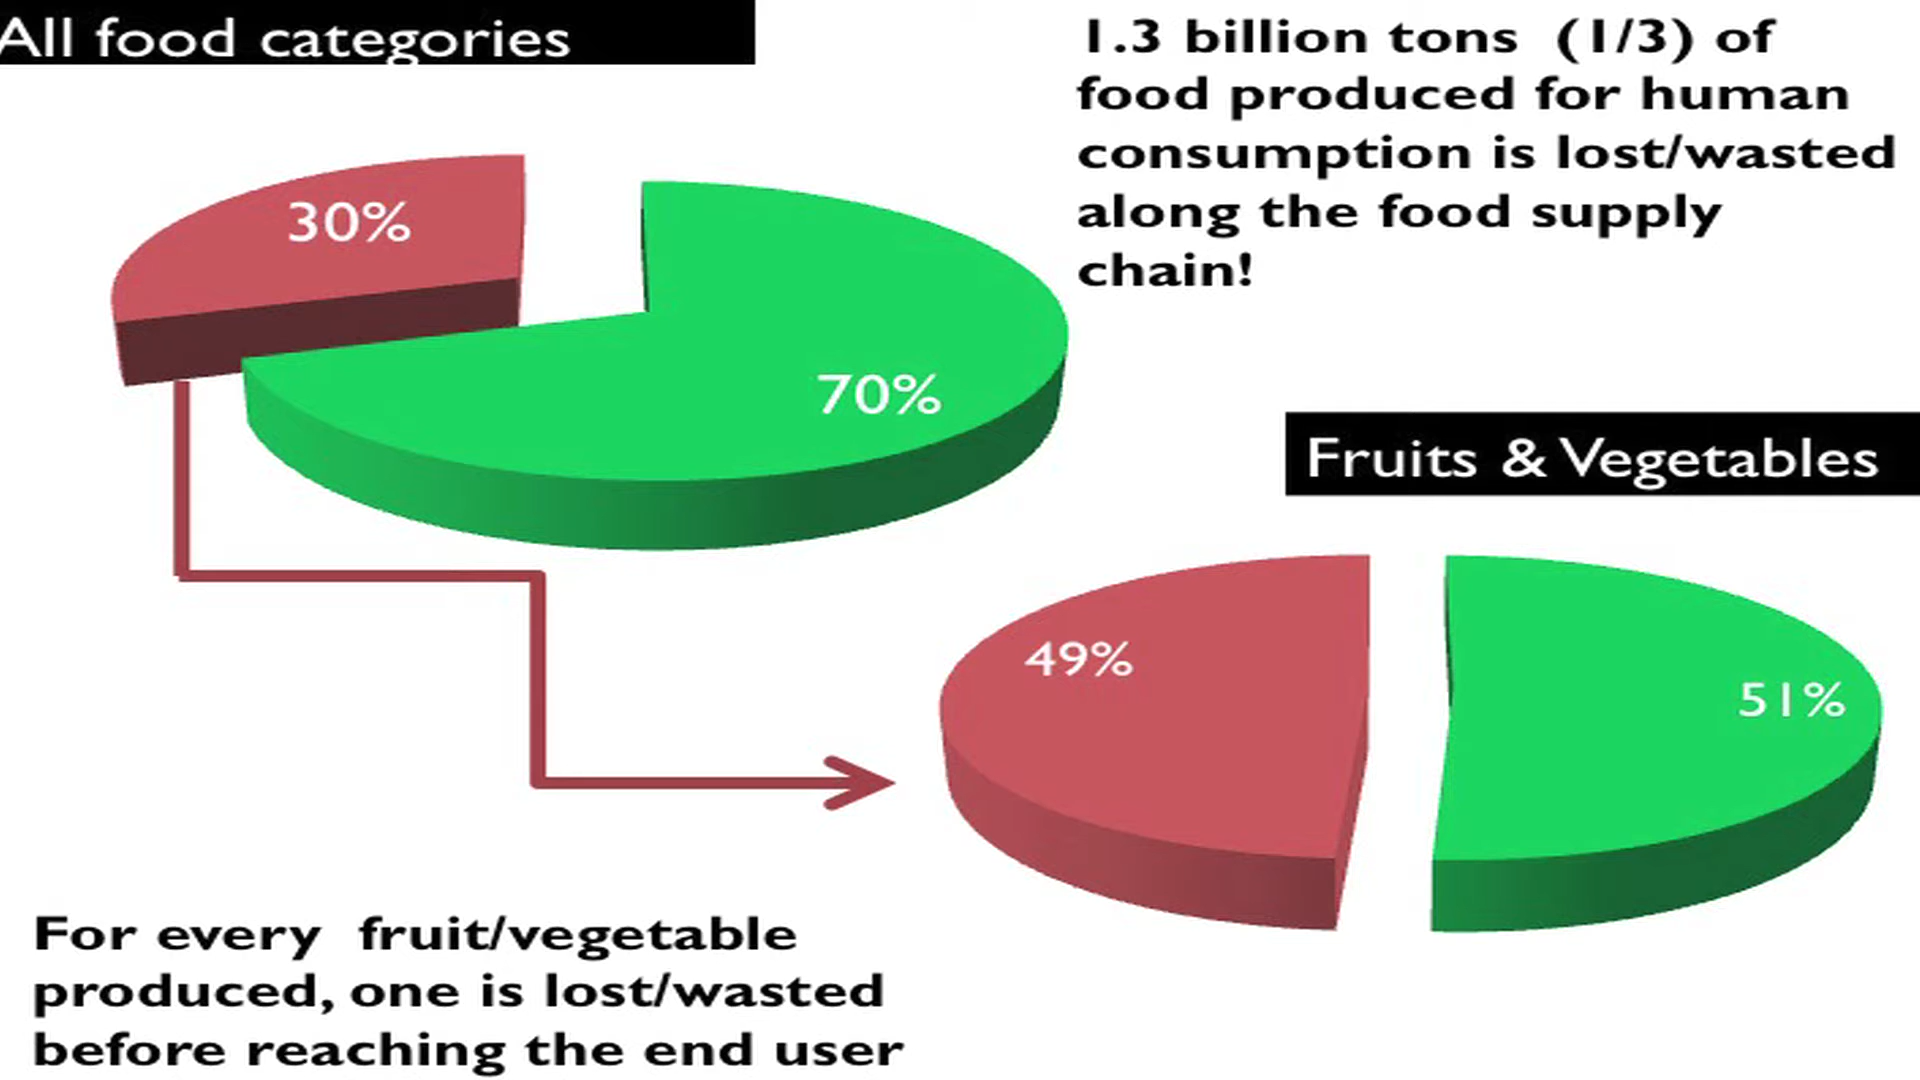 All food categories
1.3 billion tons (1/3) of
food produced for human
consumption is lost/wasted
along the food supply
chain!
30%
70%
Fruits & Vegetables
49%
51%
For every fruit/vegetable
produced, one is lost/wasted
before reaching the end user